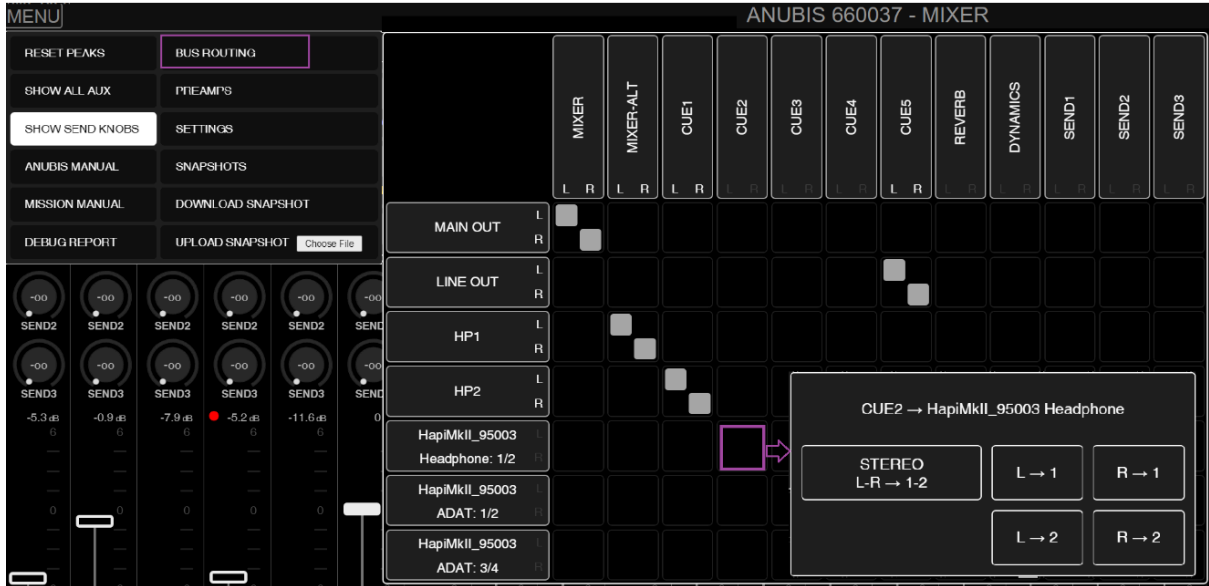 MENU
ANUBIS 660037 - MIXER
RESET PEAKS
BUS ROUTING
SHOW ALL AUX
PREAMPS
SHOW SEND KNOBS
SETTINGS
ANUBIS MANUAL
SNAPSHOTS
MISSION MANUAL
DOWNLOAD SNAPSHOT
DEBUG REPORT
UPLOAD SNAPSHOT Choose File
MIXER
MIXER-ALT
CUE1
CUE2
CUE3
CUE4
CUE5
REVERB
DYNAMICS
SEND1
SEND2
SEND3
L R L R L R L R L R L R L R L R L R L R L R L R
MAIN OUT L R
LINE OUT L R
HP1 L R
HP2 L R
HapiMkII_95003 L
Headphone: 1/2 R
HapiMkII_95003 L
ADAT: 1/2 R
HapiMkII_95003 L
ADAT: 3/4 R
CUE2 → HapiMkII_95003 Headphone
STEREO
L-R → 1-2
L → 1
R → 1
L → 2
R → 2
-oo -oo -oo -oo -oo -oo
SEND2 SEND2 SEND2 SEND2 SEND2 SEND
-oo -oo -oo -oo -oo -oo
SEND3 SEND3 SEND3 SEND3 SEND3 SEND
-5.3 dB -0.9 dB -7.9 dB -5.2 dB -11.6 dB 0
6 6 6 6 6
0 0 0 0 0